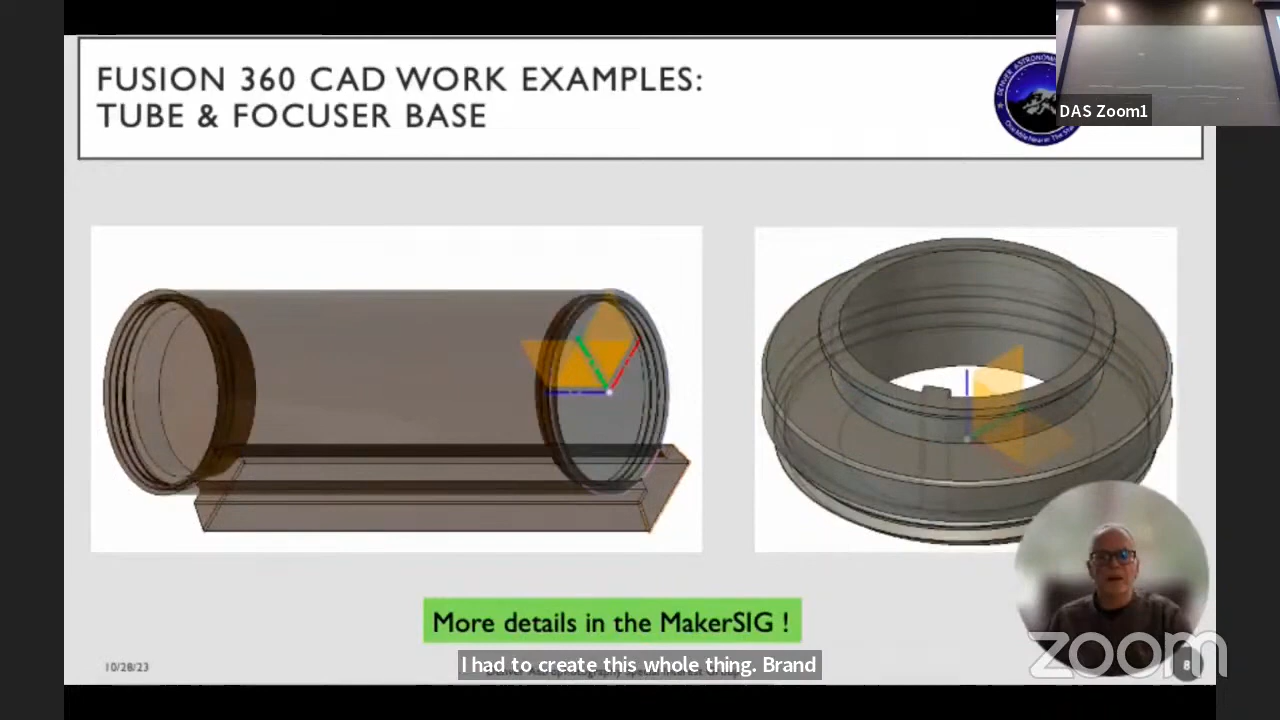 FUSION 360 CAD WORK EXAMPLES:
TUBE & FOCUSER BASE
DAS Zoom1
More details in the MakerSIG !
I had to create this whole thing. Brand
10/28/23
zoom
8